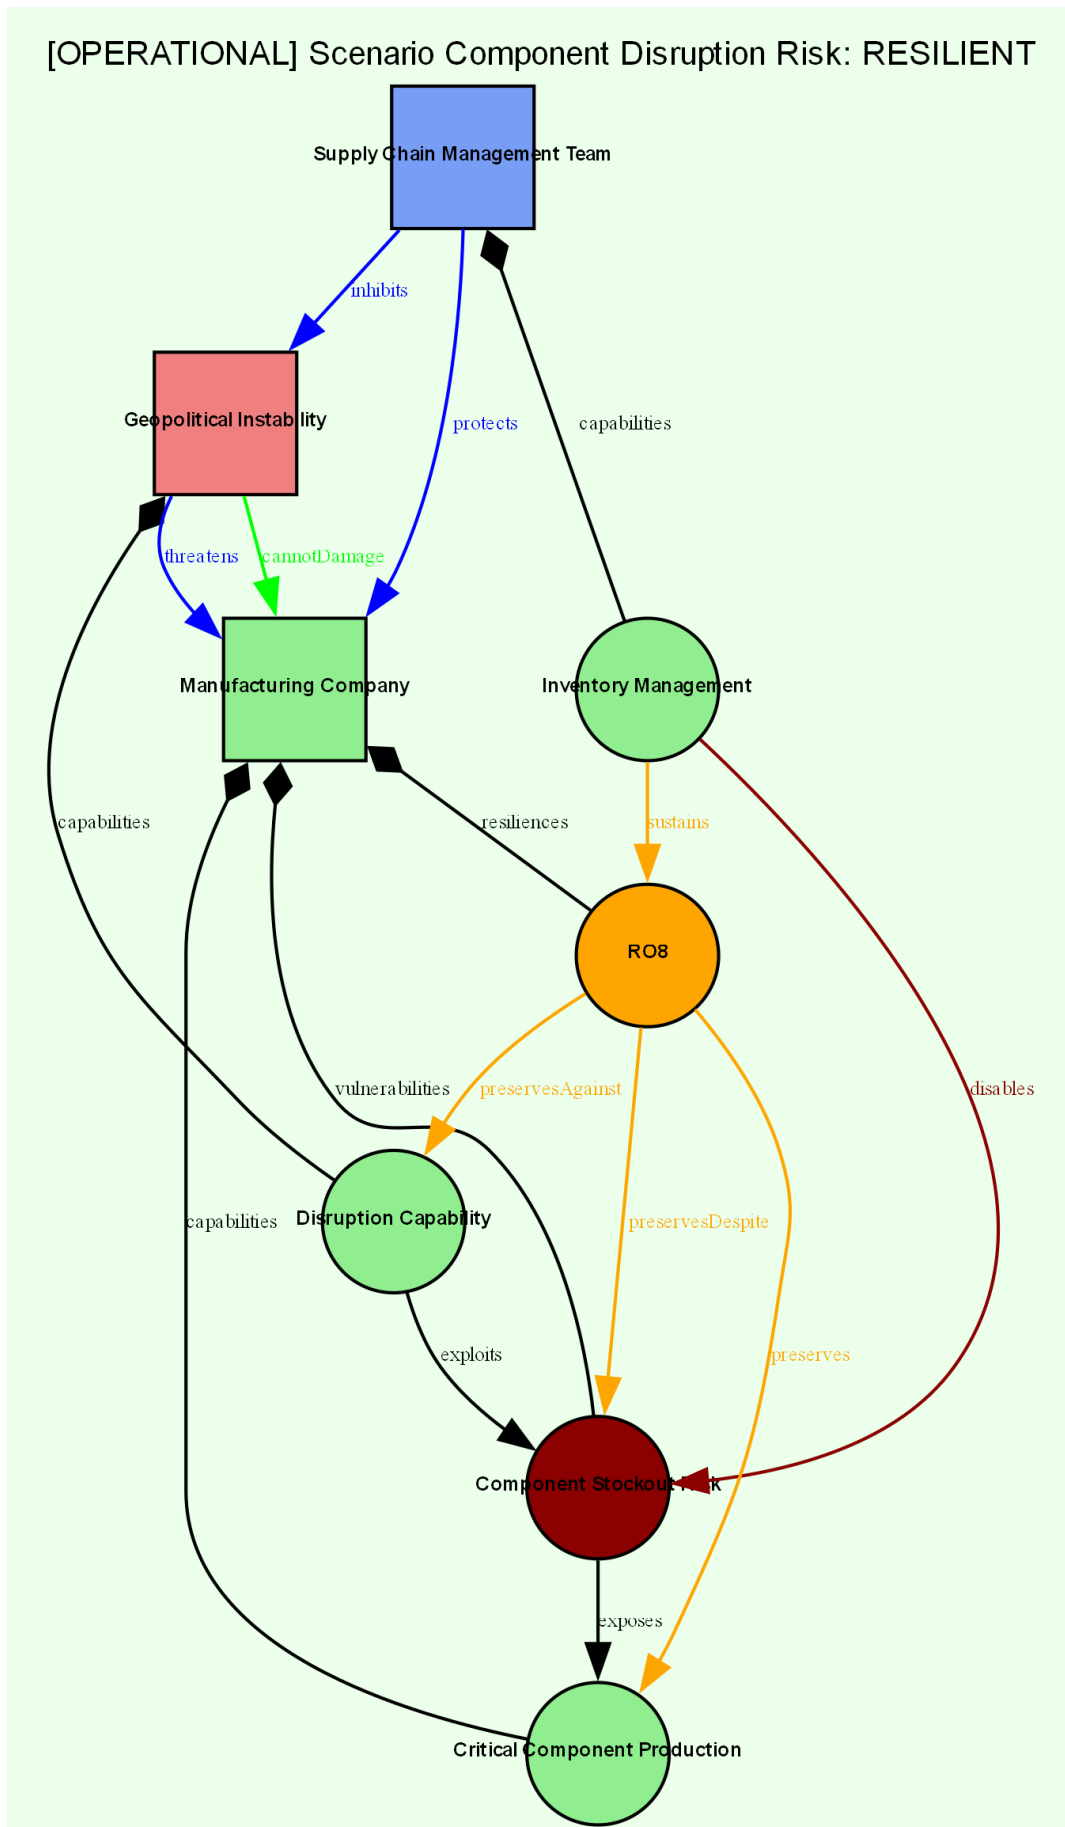 [OPERATIONAL] Scenario Component Disruption Risk: RESILIENT
Supply Chain Management Team
inhibits
Geopolitical Instability
protects
capabilities
threatens
cannotDamage
Manufacturing Company
Inventory Management
capabilities
resiliences
sustains
RO8
vulnerabilities
preservesAgainst
disables
capabilities
Disruption Capability
preservesDespite
exploits
preserves
Component Stockout Risk
exposes
Critical Component Production